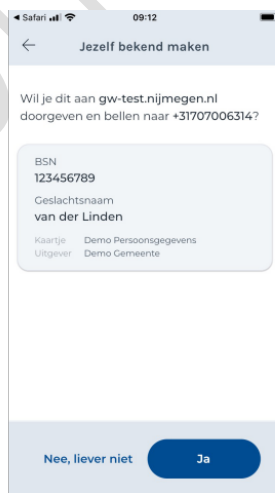 Safari 09:12
Jezelf bekend maken
Wil je dit aan gw-test.nijmegen.nl
doorgeven en bellen naar +31707006314?
BSN
123456789
Geslachtsnaam
van der Linden
Kaartje Demo Persoonsgegevens
Uitgever Demo Gemeente
Nee, liever niet Ja